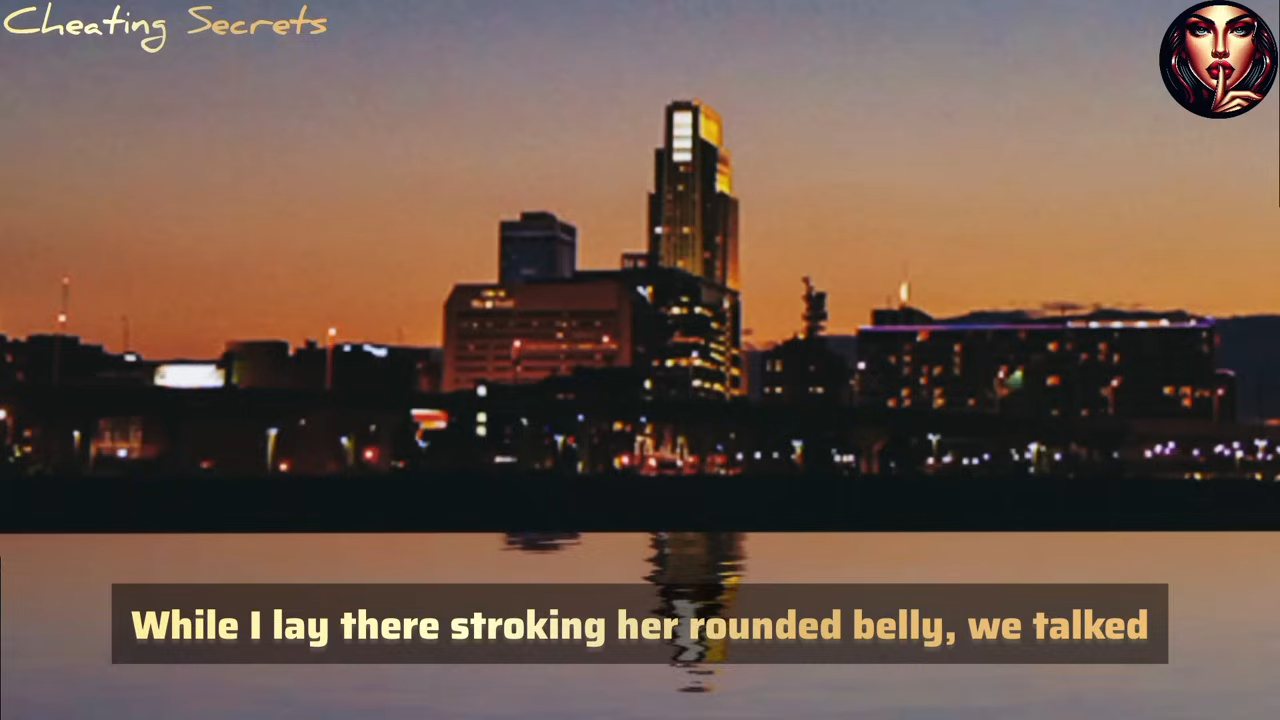 Cheating Secrets
While I lay there stroking her rounded belly, we talked